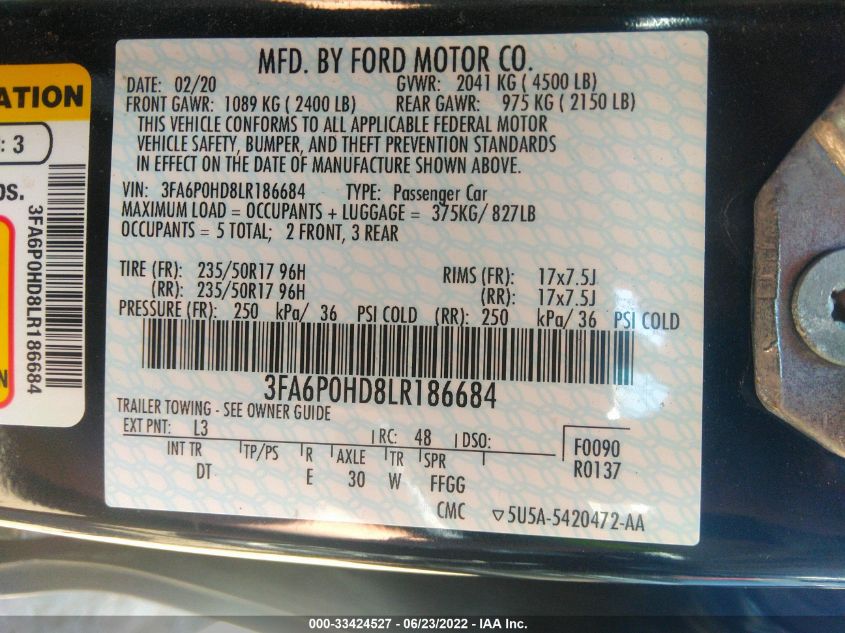 MFD. BY FORD MOTOR CO.
DATE: 02/20 GVWR: 2041 KG ( 4500 LB)
FRONT GAWR: 1089 KG ( 2400 LB) REAR GAWR: 975 KG ( 2150 LB)
THIS VEHICLE CONFORMS TO ALL APPLICABLE FEDERAL MOTOR
VEHICLE SAFETY, BUMPER, AND THEFT PREVENTION STANDARDS
IN EFFECT ON THE DATE OF MANUFACTURE SHOWN ABOVE.
VIN: 3FA6P0HD8LR186684 TYPE: Passenger Car
MAXIMUM LOAD = OCCUPANTS + LUGGAGE = 375KG/ 827LB
OCCUPANTS = 5 TOTAL; 2 FRONT, 3 REAR
TIRE (FR): 235/50R17 96H RIMS (FR): 17x7.5J
(RR): 235/50R17 96H (RR): 17x7.5J
PRESSURE (FR): 250 kPa/ 36 PSI COLD (RR): 250 kPa/ 36 PSI COLD
3FA6P0HD8LR186684
TRAILER TOWING - SEE OWNER GUIDE
EXT PNT: L3 RC: 48 DSO:
INT TR TP/PS R AXLE TR SPR
DT E 30 W FFGG
F0090
R0137
CMC ▽5U5A-5420472-AA
ATION
: 3
os.
3FA6P0HD8LR186684
N
000-33424527 - 06/23/2022 - IAA Inc.